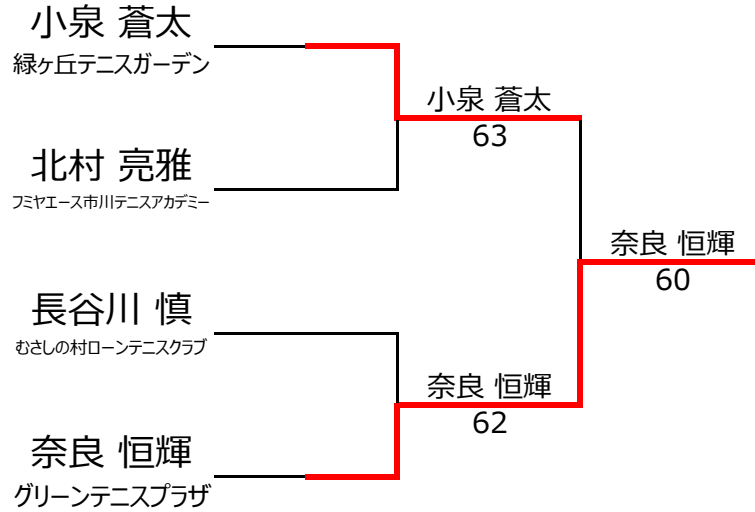 小泉 蒼太
緑ヶ丘テニスガーデン
北村 亮雅
フミヤエース市川テニスアカデミー
長谷川 慎
むさしの村ローンテニスクラブ
奈良 恒輝
グリーンテニスプラザ
小泉 蒼太
63
奈良 恒輝
62
奈良 恒輝
60